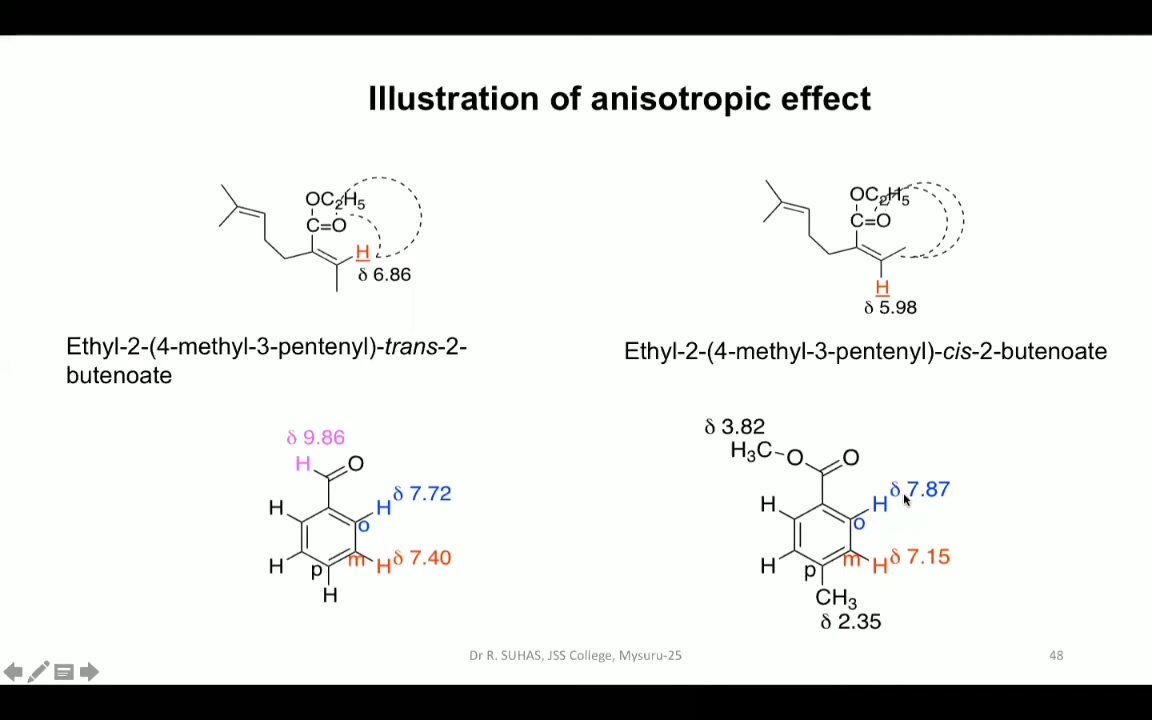 Illustration of anisotropic effect
OC2H5
C=O
H
δ 6.86
Ethyl-2-(4-methyl-3-pentenyl)-trans-2-
butenoate
OC2H5
C=O
H
δ 5.98
Ethyl-2-(4-methyl-3-pentenyl)-cis-2-butenoate
δ 9.86
H O
H H δ 7.72
o
H p m H δ 7.40
H
δ 3.82
H3C-O O
H H δ 7.87
o
H p m H δ 7.15
CH3
δ 2.35
Dr R. SUHAS, JSS College, Mysuru-25
48